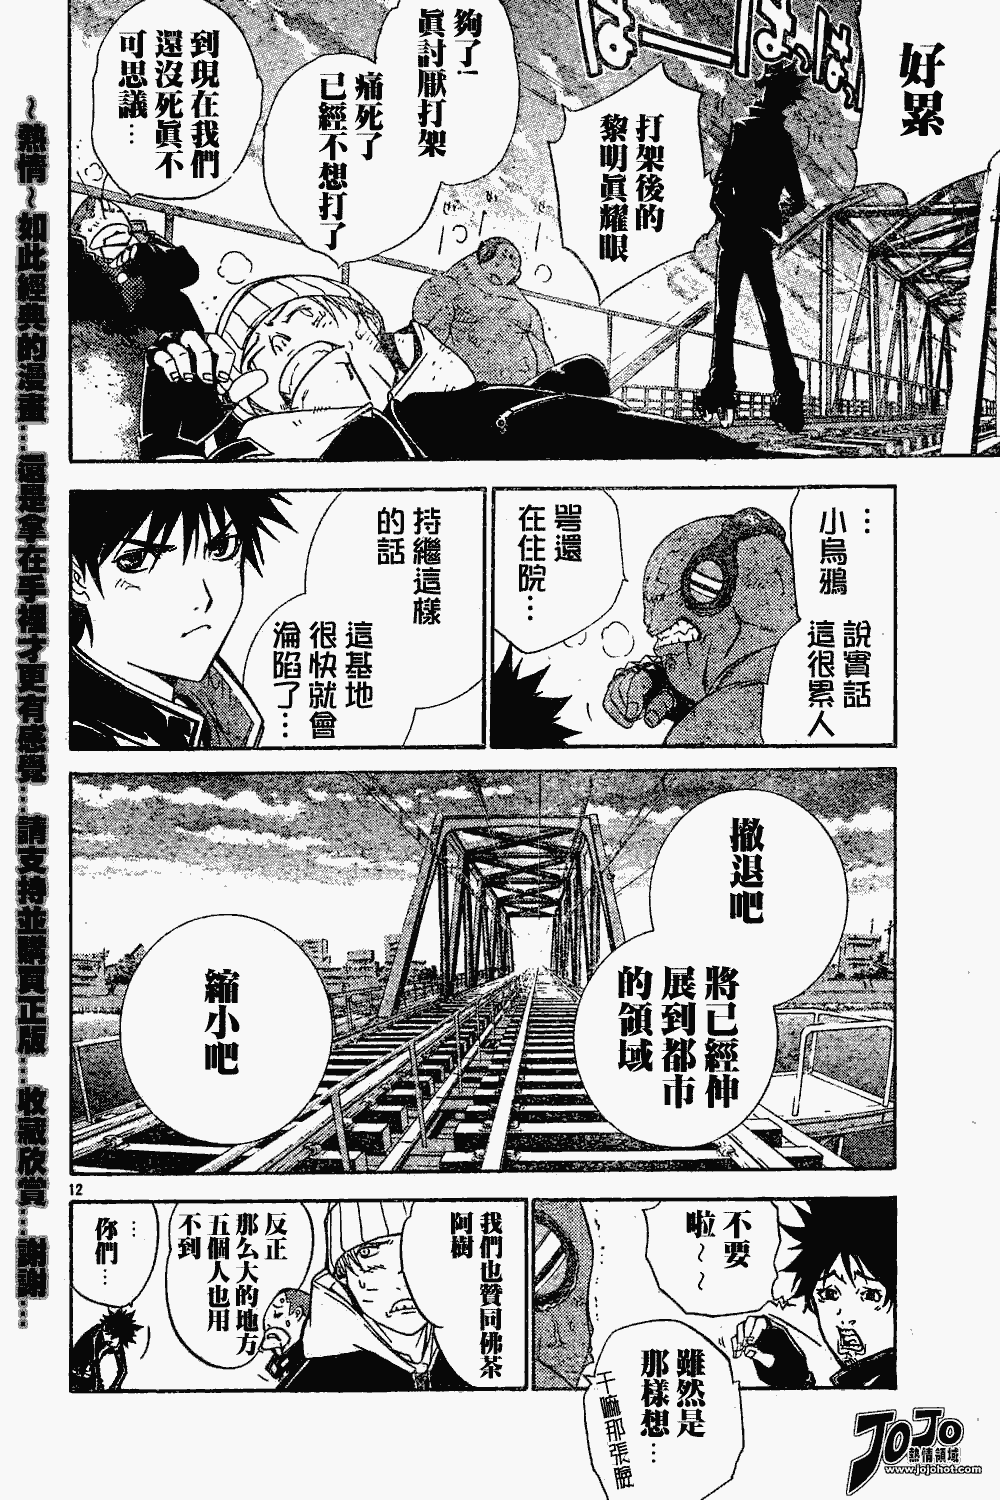 好累
はーはーはー
打架後的
黎明眞耀眼
夠了!
眞討厭打架
痛死了
已經不想打了
到現在我們
還沒死眞不
可思議…
…
小烏鴉
說實話
這很累人
咢還
在住院…
持繼這樣
的話
這基地
很快就會
淪陷了…
撤退吧
將已經伸
展到都市
的領域
縮小吧
12
不要
啦~
雖然是
那樣想…
干嘛那張臉
我們也贊同佛茶
阿樹
反正
那么大的地方
五個人也用
不到
…
你們…
~熱情~如此經典的漫畫……還是拿在手裡才更有感覺……請支持並購買正版……收藏欣賞……謝謝……
JOJO
熱情領域
www.jojohot.com